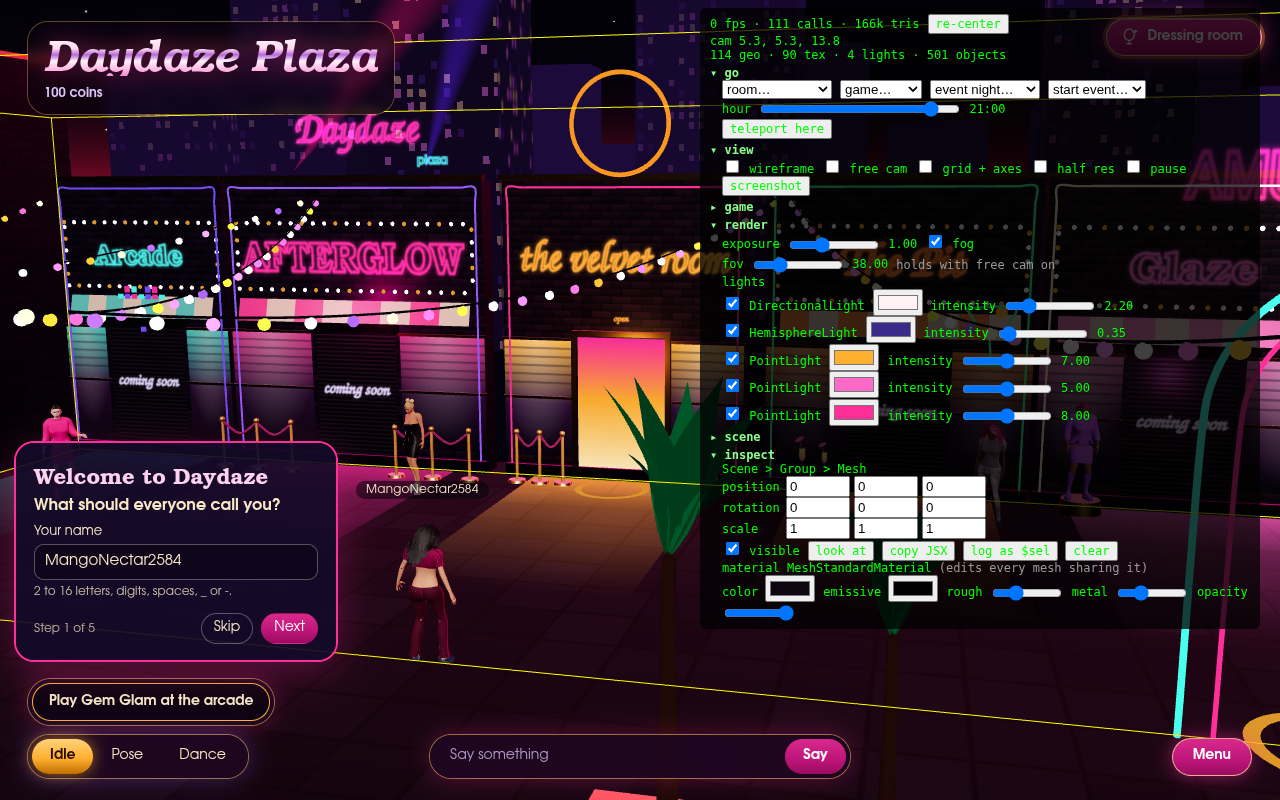 Daydaze Plaza
100 coins
0 fps · 111 calls · 166k tris re-center
cam 5.3, 5.3, 13.8
114 geo · 90 tex · 4 lights · 501 objects
▾ go
room… game… event night… start event…
hour 21:00
teleport here
▾ view
wireframe free cam grid + axes half res pause
screenshot
▸ game
▾ render
exposure 1.00 fog
fov 38.00 holds with free cam on
lights
DirectionalLight intensity 2.20
HemisphereLight intensity 0.35
PointLight intensity 7.00
PointLight intensity 5.00
PointLight intensity 8.00
▸ scene
▾ inspect
Scene > Group > Mesh
position 0 0 0
rotation 0 0 0
scale 1 1 1
visible look at copy JSX log as $sel clear
material MeshStandardMaterial (edits every mesh sharing it)
color emissive rough metal opacity
Dressing room
Daydaze
plaza
Arcade
AFTERGLOW
the velvet room
Glaze
open
coming soon
coming soon
coming soon
MangoNectar2584
Welcome to Daydaze
What should everyone call you?
Your name
MangoNectar2584
2 to 16 letters, digits, spaces, _ or -.
Step 1 of 5 Skip Next
Play Gem Glam at the arcade
Idle Pose Dance
Say something Say
Menu